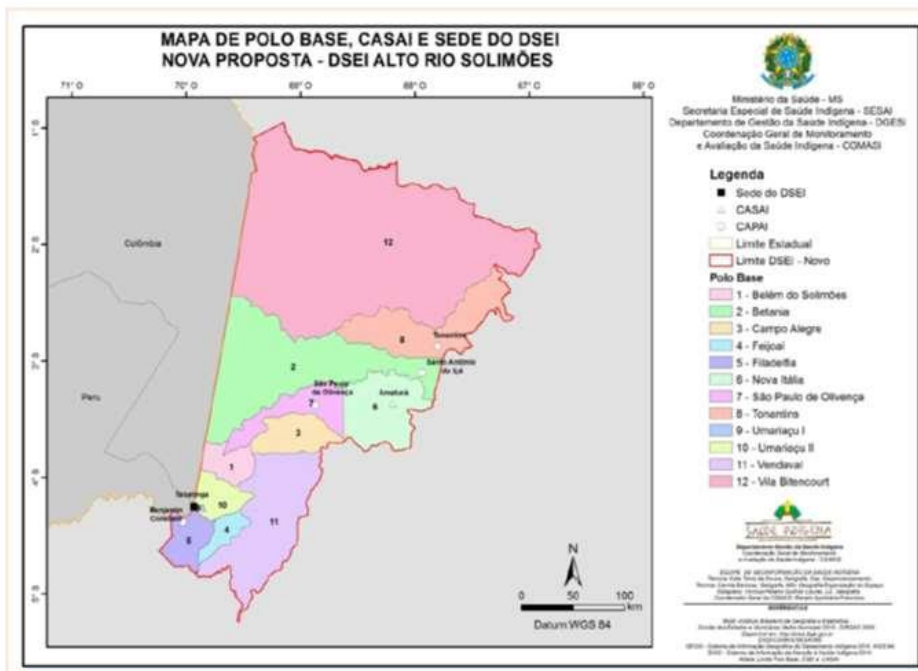 MAPA DE POLO BASE, CASAI E SEDE DO DSEI
NOVA PROPOSTA - DSEI ALTO RIO SOLIMÕES
71° O
70° O
69° O
67° O
1° S
2° S
5° S
Colômbia
Peru
12
8
Tonantins
Santo Antônio
do Içá
2
São Paulo
de Olivença
7
Amaturá
6
3
1
Tabatinga
10
Benjamin
Constant
5
4
11
N
0
50
100
km
Datum WGS 84
Ministério da Saúde - MS
Secretaria Especial de Saúde Indígena - SESAI
Departamento de Gestão da Saúde Indígena - DGESI
Coordenação Geral de Monitoramento
e Avaliação da Saúde Indígena - COMASI
Legenda
Sede do DSEI
CASAI
CAPAI
Limite Estadual
Limite DSEI - Novo
Polo Base
1 - Belém do Solimões
2 - Betania
3 - Campo Alegre
4 - Feijoal
5 - Filadelfia
6 - Nova Itália
7 - São Paulo de Olivença
8 - Tonantins
9 - Umariaçu I
10 - Umariaçu II
11 - Vendaval
12 - Vila Bitencourt
SAÚDE INDÍGENA